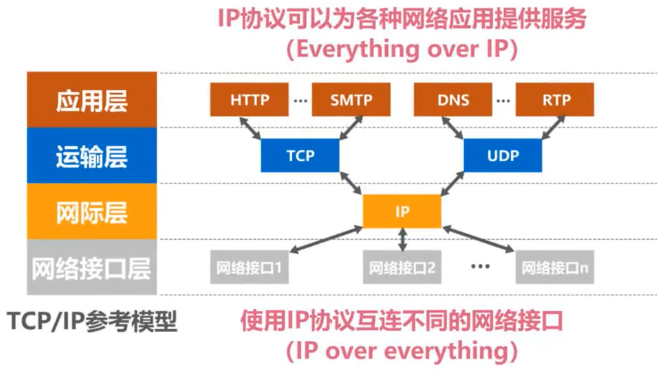 IP协议可以为各种网络应用提供服务
（Everything over IP）
应用层 HTTP ... SMTP DNS ... RTP
运输层 TCP UDP
网际层 IP
网络接口层 网络接口1 网络接口2 ... 网络接口n
TCP/IP参考模型 使用IP协议互连不同的网络接口
（IP over everything）